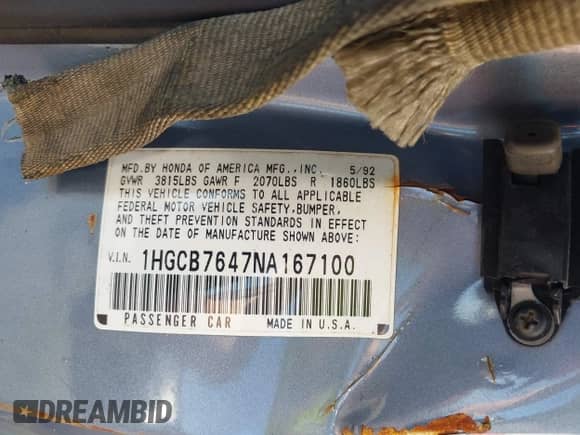 MFD.BY HONDA OF AMERICA MFG.,INC. 5/92
GVWR 3815LBS GAWR F 2070LBS R 1860LBS
THIS VEHICLE CONFORMS TO ALL APPLICABLE
FEDERAL MOTOR VEHICLE SAFETY,BUMPER,
AND THEFT PREVENTION STANDARDS IN EFFECT
ON THE DATE OF MANUFACTURE SHOWN ABOVE:
V.I.N. 1HGCB7647NA167100
PASSENGER CAR MADE IN U.S.A.
DREAMBID